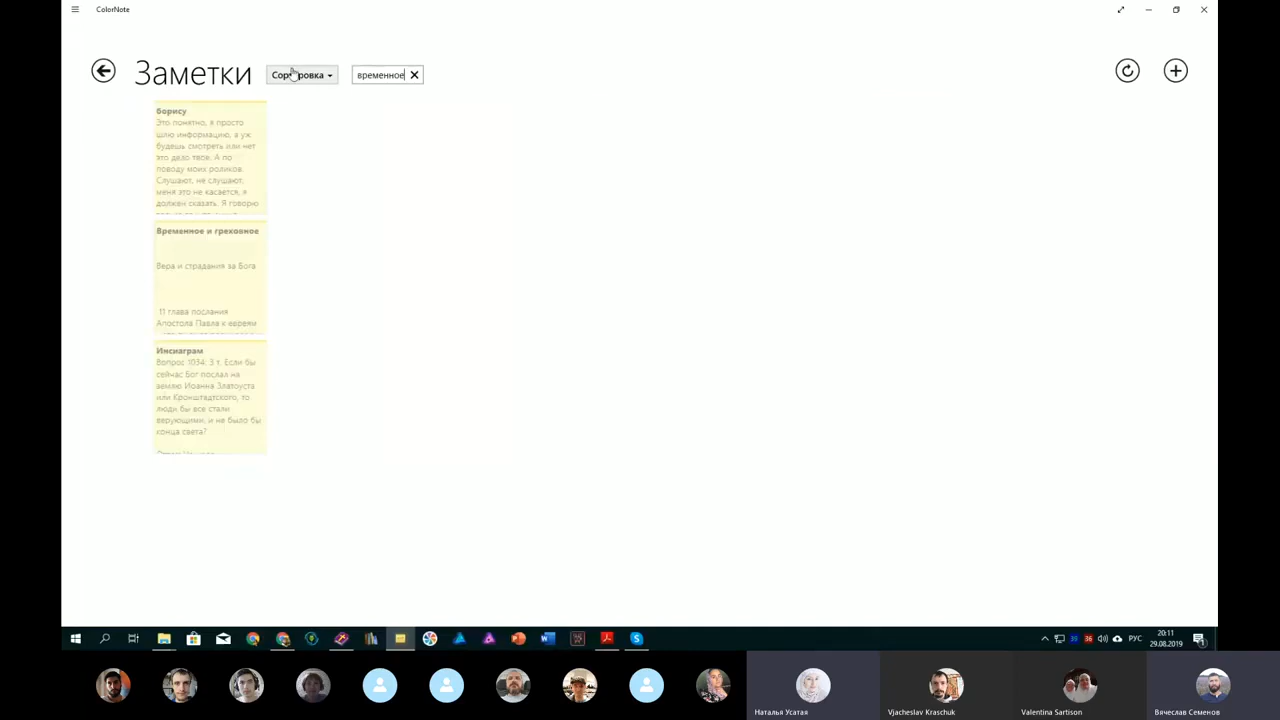 ColorNote
Заметки
Сортировка
временное
борису
Это понятно, я просто
шлю информацию, а уж
будешь смотреть или нет
это дело твое. А по
поводу моих роликов.
Слушают, не слушают,
меня это не касается, я
должен сказать. Я говорю
Временное и греховное
Вера и страдания за Бога
11 глава послания
Апостола Павла к евреям
Инсиаграм
Вопрос 1034: 3 т. Если бы
сейчас Бог послал на
землю Иоанна Златоуста
или Кронштадтского, то
люди бы все стали
верующими, и не было бы
конца света?
39
36
РУС
20:11
29.08.2019
Наталья Усатая
Vjacheslav Kraschuk
Valentina Sartison
Вячеслав Семенов